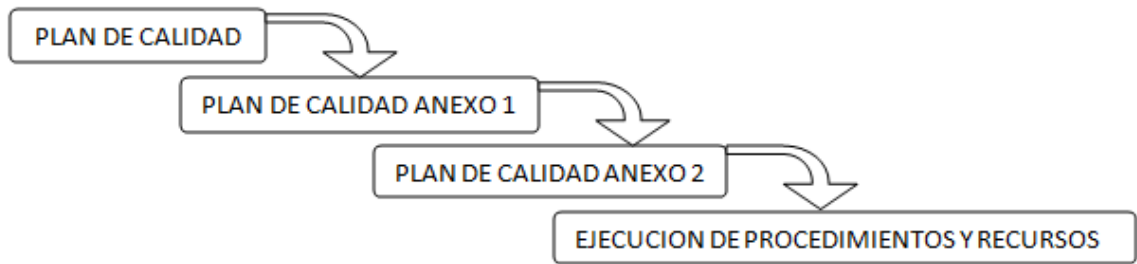 PLAN DE CALIDAD
PLAN DE CALIDAD ANEXO 1
PLAN DE CALIDAD ANEXO 2
EJECUCION DE PROCEDIMIENTOS Y RECURSOS